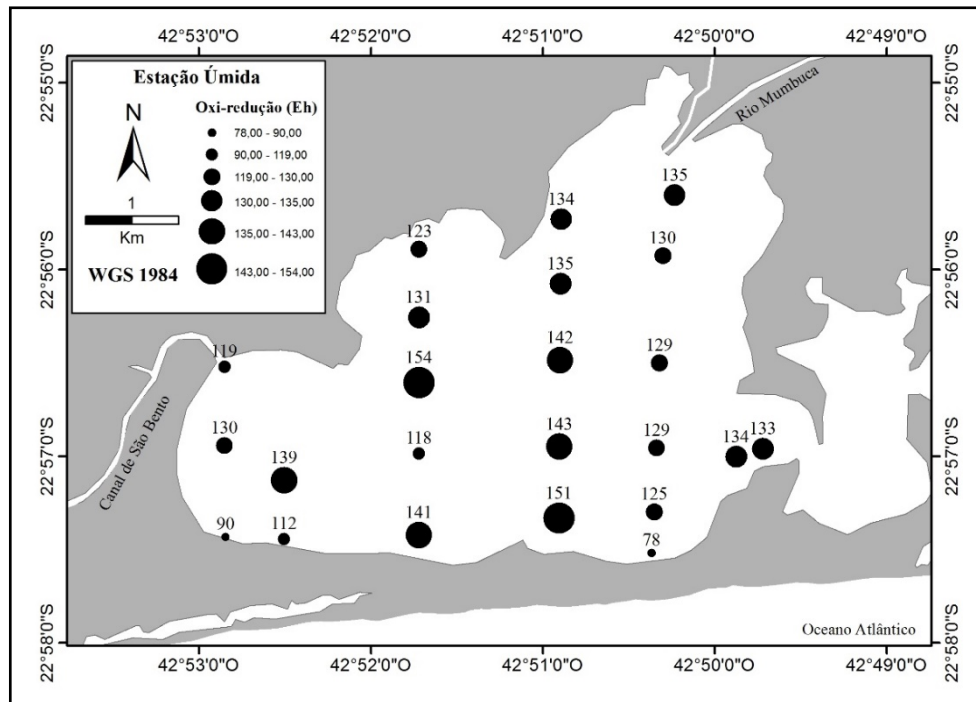 42°53'0"O 42°52'0"O 42°51'0"O 42°50'0"O 42°49'0"O
22°55'0"S 22°55'0"S
Estação Úmida
N
Oxi-redução (Eh)
78,00 - 90,00
90,00 - 119,00
119,00 - 130,00
130,00 - 135,00
135,00 - 143,00
143,00 - 154,00
1
Km
WGS 1984
Rio Mumbuca
135
134
130
123
22°56'0"S 22°56'0"S
135
131
142
129
154
119
Canal de São Bento
130
139
118
143
129
134 133
22°57'0"S 22°57'0"S
125
151
141
90
112
78
Oceano Atlântico
22°58'0"S 22°58'0"S
42°53'0"O 42°52'0"O 42°51'0"O 42°50'0"O 42°49'0"O